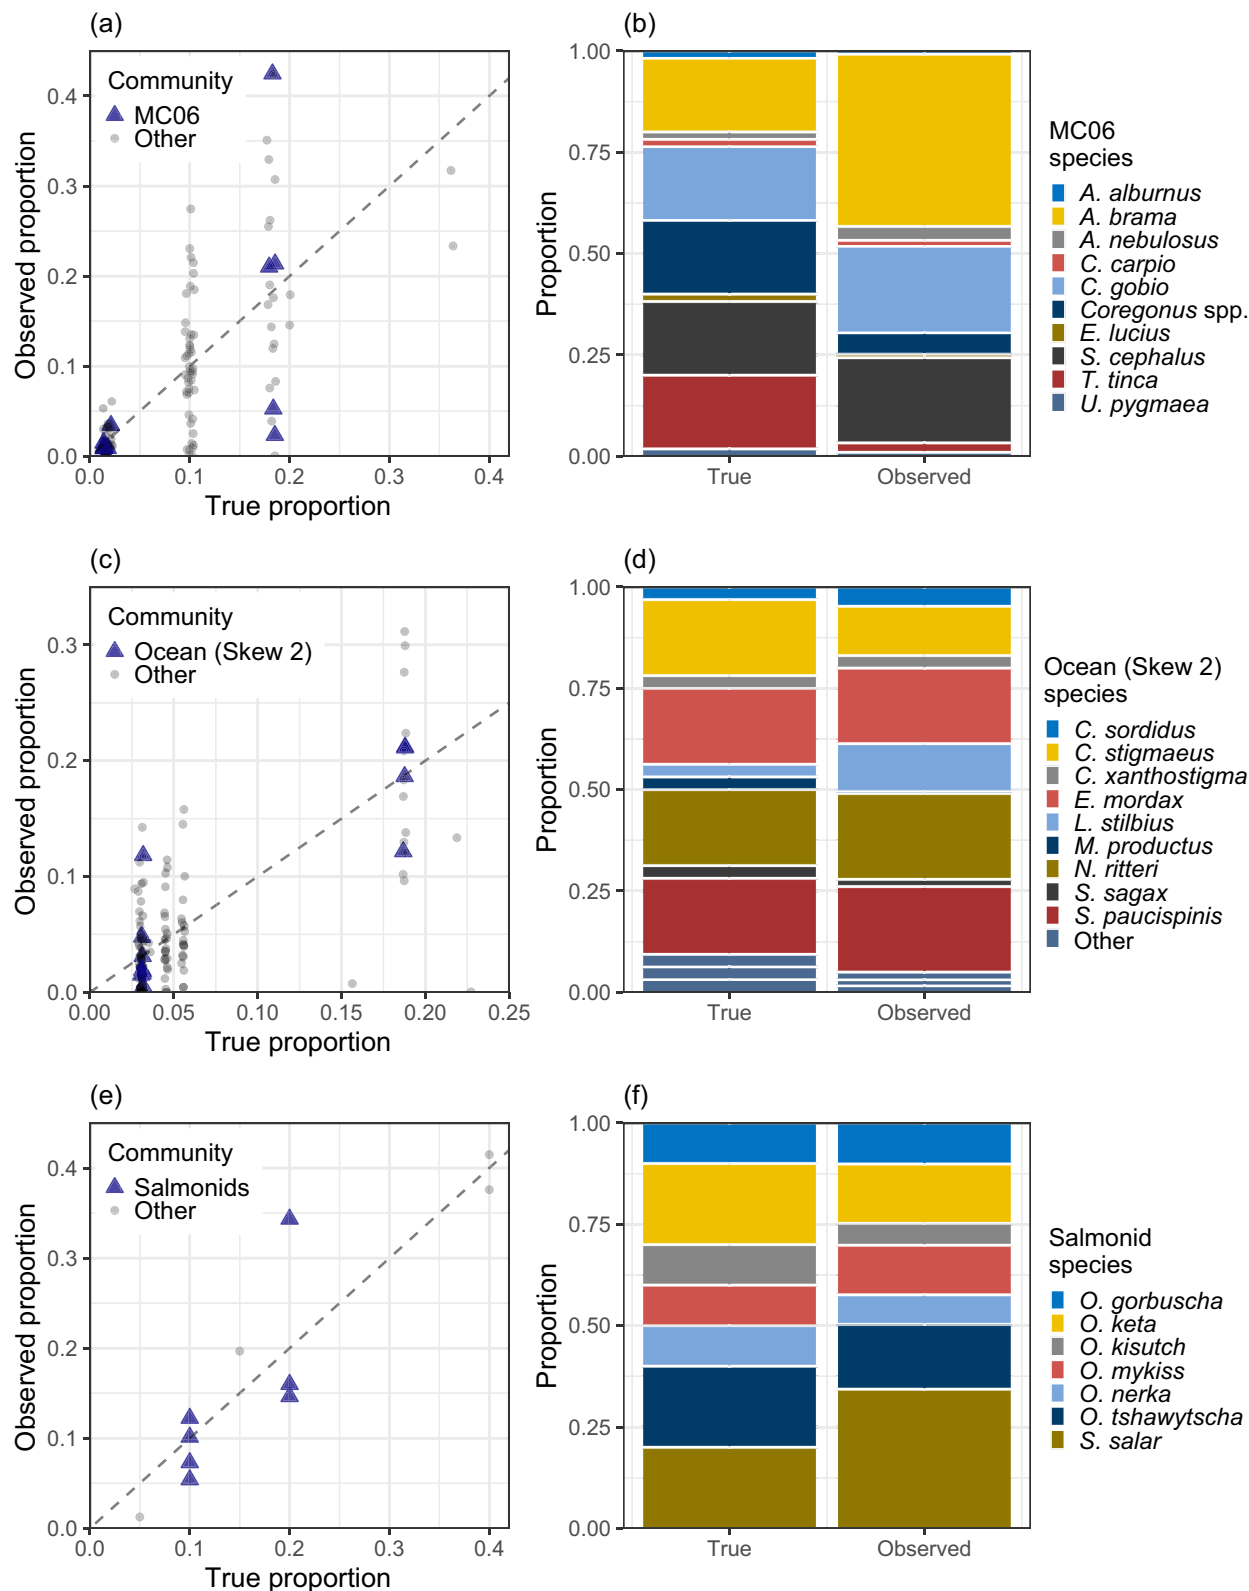 (a)
Community
MC06
Other
0.4
0.3
0.2
0.1
0.0
0.0
0.1
0.2
0.3
0.4
Observed proportion
True proportion
(b)
1.00
0.75
0.50
0.25
0.00
Proportion
True
Observed
MC06
species
A. alburnus
A. brama
A. nebulosus
C. carpio
C. gobio
Coregonus spp.
E. lucius
S. cephalus
T. tinca
U. pygmaea
(c)
Community
Ocean (Skew 2)
Other
0.3
0.2
0.1
0.0
0.00
0.05
0.10
0.15
0.20
0.25
Observed proportion
True proportion
(d)
1.00
0.75
0.50
0.25
0.00
Proportion
True
Observed
Ocean (Skew 2)
species
C. sordidus
C. stigmaeus
C. xanthostigma
E. mordax
L. stilbius
M. productus
N. ritteri
S. sagax
S. paucispinis
Other
(e)
Community
Salmonids
Other
0.4
0.3
0.2
0.1
0.0
0.0
0.1
0.2
0.3
0.4
Observed proportion
True proportion
(f)
1.00
0.75
0.50
0.25
0.00
Proportion
True
Observed
Salmonid
species
O. gorbuscha
O. keta
O. kisutch
O. mykiss
O. nerka
O. tshawytscha
S. salar